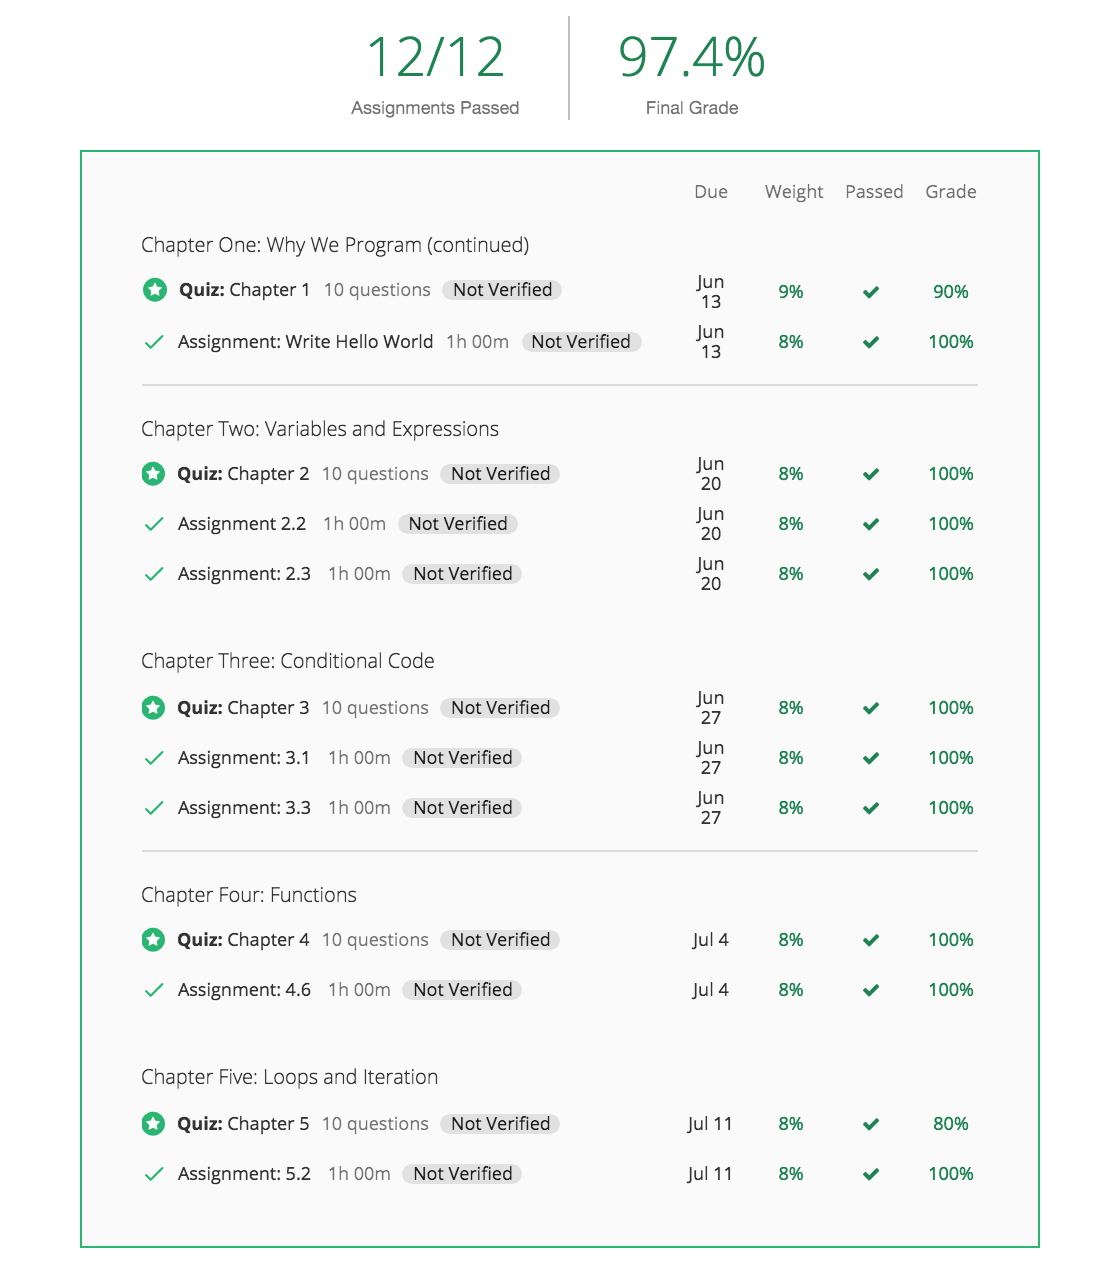 12/12
Assignments Passed
97.4%
Final Grade
Due Weight Passed Grade
Chapter One: Why We Program (continued)
Quiz: Chapter 1 10 questions Not Verified Jun 13 9% 90%
Assignment: Write Hello World 1h 00m Not Verified Jun 13 8% 100%
Chapter Two: Variables and Expressions
Quiz: Chapter 2 10 questions Not Verified Jun 20 8% 100%
Assignment 2.2 1h 00m Not Verified Jun 20 8% 100%
Assignment: 2.3 1h 00m Not Verified Jun 20 8% 100%
Chapter Three: Conditional Code
Quiz: Chapter 3 10 questions Not Verified Jun 27 8% 100%
Assignment: 3.1 1h 00m Not Verified Jun 27 8% 100%
Assignment: 3.3 1h 00m Not Verified Jun 27 8% 100%
Chapter Four: Functions
Quiz: Chapter 4 10 questions Not Verified Jul 4 8% 100%
Assignment: 4.6 1h 00m Not Verified Jul 4 8% 100%
Chapter Five: Loops and Iteration
Quiz: Chapter 5 10 questions Not Verified Jul 11 8% 80%
Assignment: 5.2 1h 00m Not Verified Jul 11 8% 100%